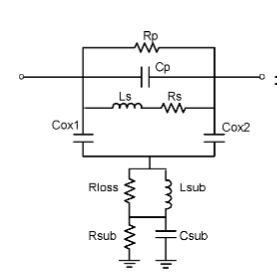 Rp
Cp
Ls Rs
Cox1 Cox2
Rloss Lsub
Rsub Csub